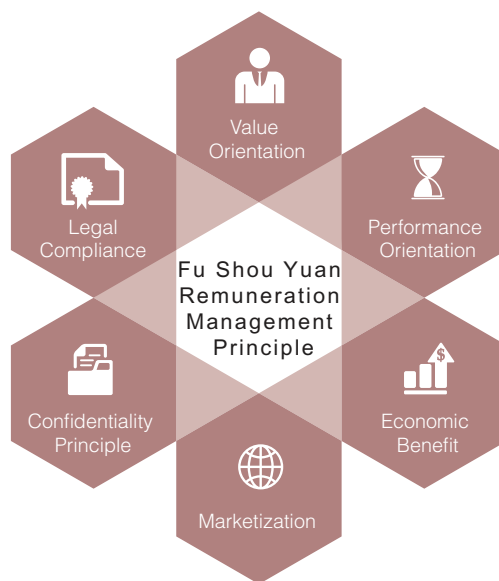 Value
Orientation
Legal
Compliance
Performance
Orientation
Fu Shou Yuan
Remuneration
Management
Principle
Confidentiality
Principle
$
Economic
Benefit
Marketization